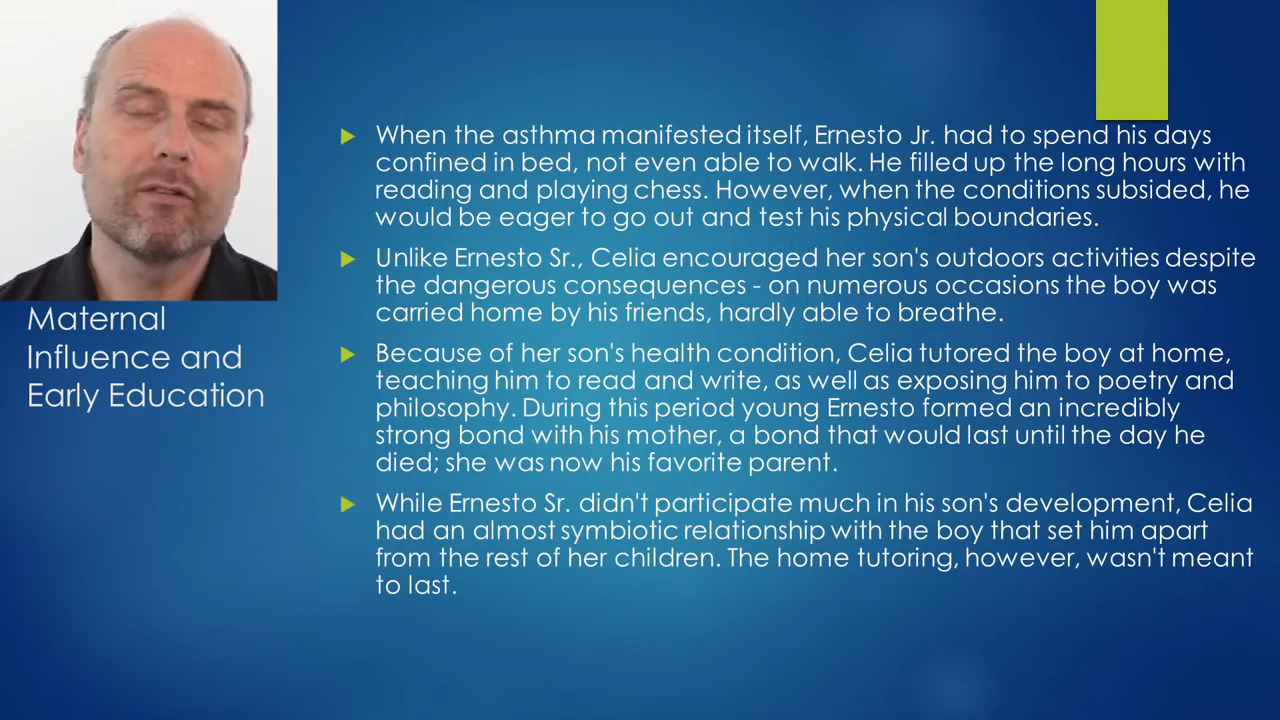 Maternal
Influence and
Early Education
When the asthma manifested itself, Ernesto Jr. had to spend his days
confined in bed, not even able to walk. He filled up the long hours with
reading and playing chess. However, when the conditions subsided, he
would be eager to go out and test his physical boundaries.
Unlike Ernesto Sr., Celia encouraged her son's outdoors activities despite
the dangerous consequences - on numerous occasions the boy was
carried home by his friends, hardly able to breathe.
Because of her son's health condition, Celia tutored the boy at home,
teaching him to read and write, as well as exposing him to poetry and
philosophy. During this period young Ernesto formed an incredibly
strong bond with his mother, a bond that would last until the day he
died; she was now his favorite parent.
While Ernesto Sr. didn't participate much in his son's development, Celia
had an almost symbiotic relationship with the boy that set him apart
from the rest of her children. The home tutoring, however, wasn't meant
to last.